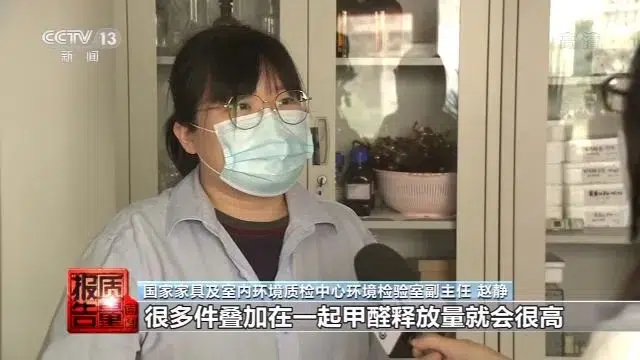 CCTV 13
新闻
高清
国家家具及室内环境质检中心环境检验室副主任 赵静
质量报告
很多件叠加在一起甲醛释放量就会很高